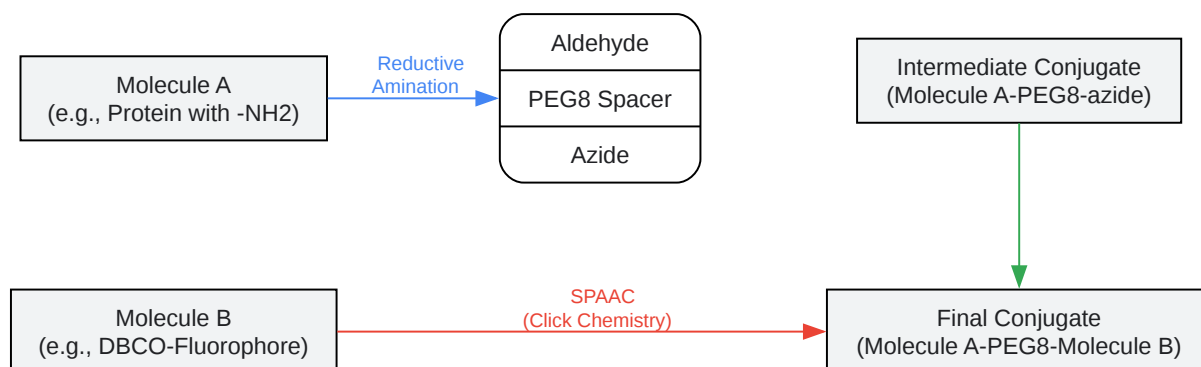 Molecule A
(e.g., Protein with -NH2)
Reductive
Amination
Aldehyde
PEG8 Spacer
Azide
Intermediate Conjugate
(Molecule A-PEG8-azide)
Molecule B
(e.g., DBCO-Fluorophore)
SPAAC
(Click Chemistry)
Final Conjugate
(Molecule A-PEG8-Molecule B)